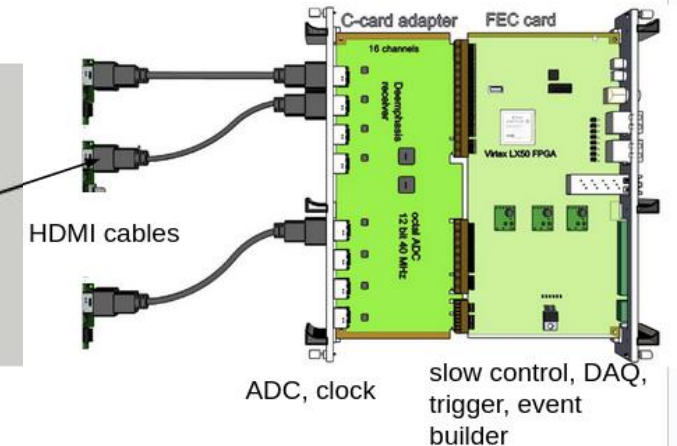 C-card adapter
FEC card
16 channels
Deemphasis
receiver
Virtex LX50 FPGA
octal ADC
12 bit 40 MHz
HDMI cables
ADC, clock
slow control, DAQ,
trigger, event
builder